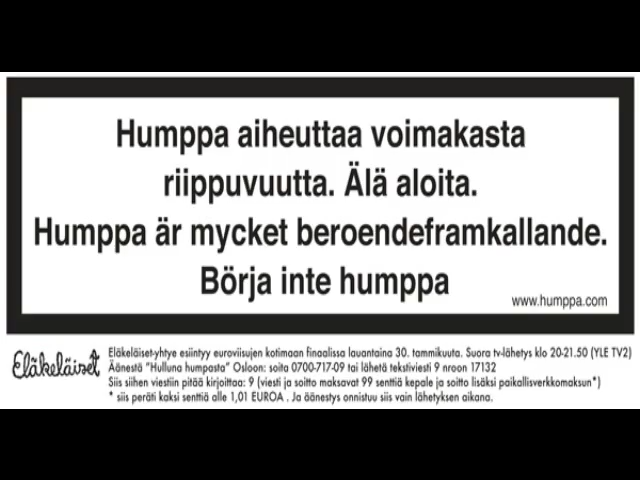 Humppa aiheuttaa voimakasta
riippuvuutta. Älä aloita.
Humppa är mycket beroendeframkallande.
Börja inte humppa
www.humppa.com
Eläkeläiset
Eläkeläiset-yhtye esiintyy euroviisujen kotimaan finaalissa lauantaina 30. tammikuuta. Suora tv-lähetys klo 20-21.50 (YLE TV2)
Äänestä "Hulluna humpasta" Osloon: soita 0700-717-09 tai lähetä tekstiviesti 9 nroon 17132
Siis siihen viestiin pitää kirjoittaa: 9 (viesti ja soitto maksavat 99 senttiä kepale ja soitto lisäksi paikallisverkkomaksun*)
* siis peräti kaksi senttiä alle 1,01 EUROA . Ja äänestys onnistuu siis vain lähetyksen aikana.